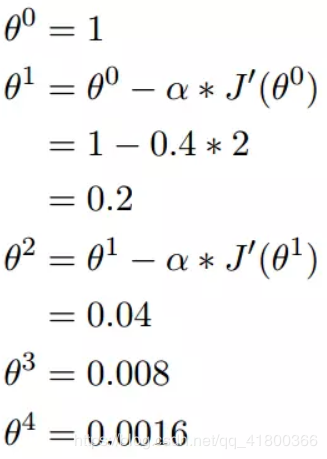 θ⁰ = 1
θ¹ = θ⁰ − α ∗ J′(θ⁰)
= 1 − 0.4 ∗ 2
= 0.2
θ² = θ¹ − α ∗ J′(θ¹)
= 0.04
θ³ = 0.008
θ⁴ = 0.0016
https://blog.csdn.net/qq_41800366